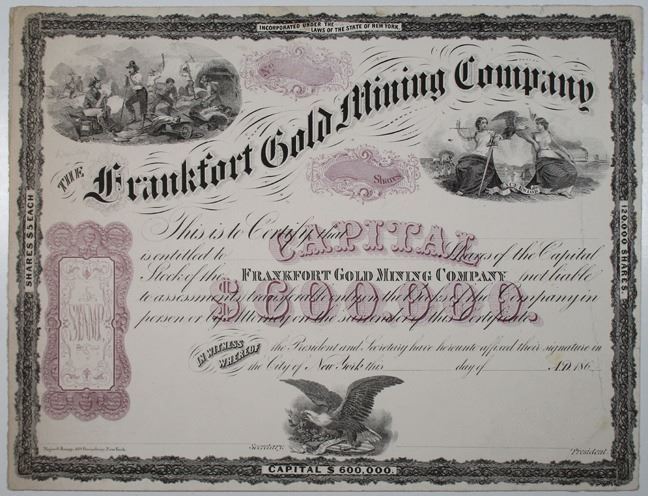 INCORPORATED UNDER THE LAWS OF THE STATE OF NEW YORK
THE Frankfort Gold Mining Company
Shares
SHARES $5 EACH
120,000 SHARES
EXCELSIOR
This is to Certify that
CAPITAL
is entitled to Shares of the Capital
Stock of the FRANKFORT GOLD MINING COMPANY not liable
$600,000.
to assessments, transferable only on the books of the Company in
person or by Attorney on the surrender of this Certificate.
STAMP
IN WITNESS WHEREOF the President and Secretary have hereunto affixed their signature in
the City of New York this day of A.D. 186
Secretary. President
New York
CAPITAL $600,000.